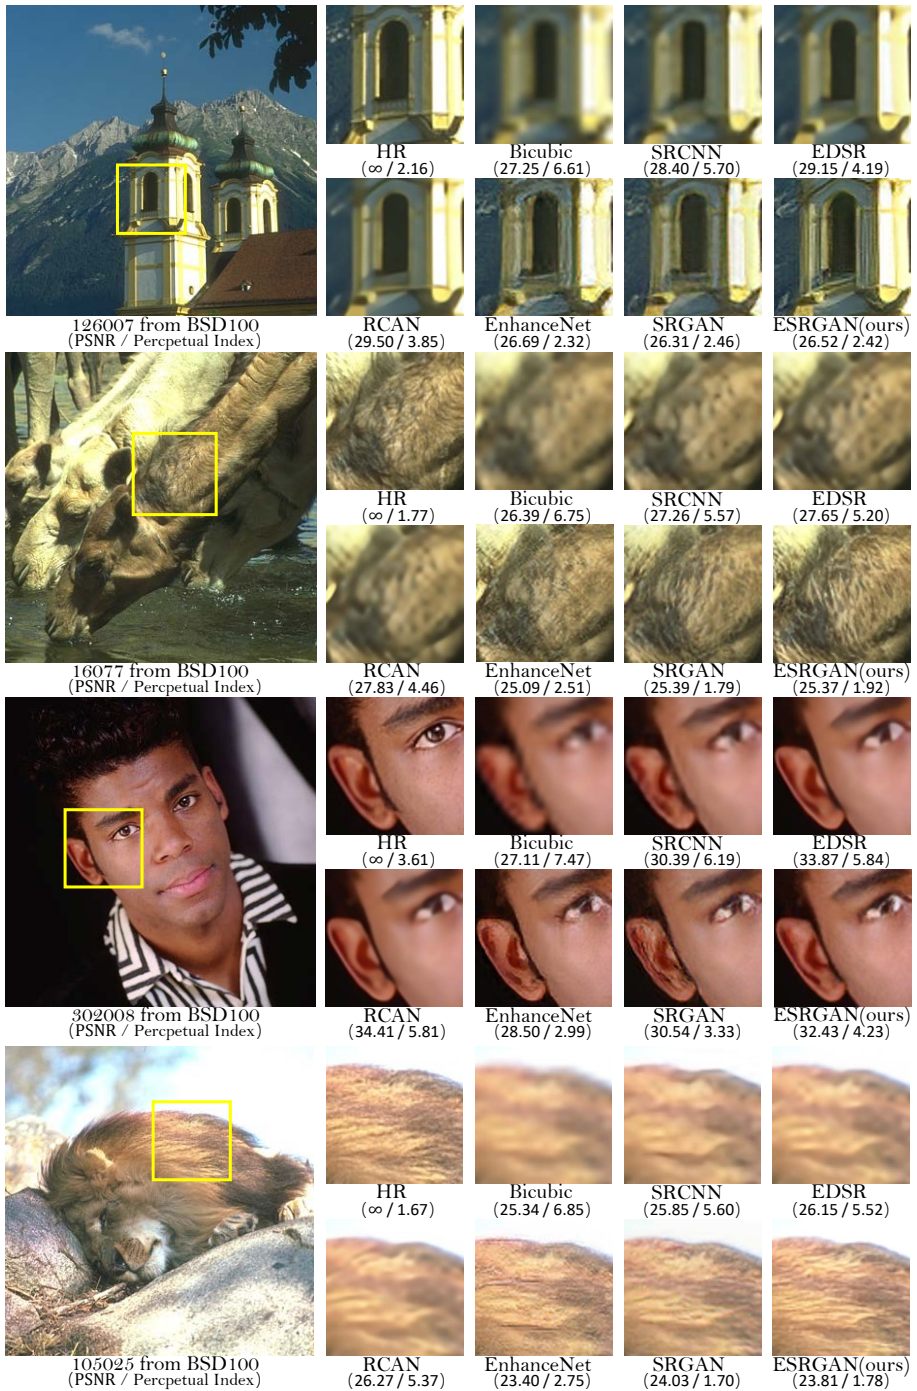 HR
(∞ / 2.16)
Bicubic
(27.25 / 6.61)
SRCNN
(28.40 / 5.70)
EDSR
(29.15 / 4.19)
126007 from BSD100
(PSNR / Percpetual Index)
RCAN
(29.50 / 3.85)
EnhanceNet
(26.69 / 2.32)
SRGAN
(26.31 / 2.46)
ESRGAN(ours)
(26.52 / 2.42)
HR
(∞ / 1.77)
Bicubic
(26.39 / 6.75)
SRCNN
(27.26 / 5.57)
EDSR
(27.65 / 5.20)
16077 from BSD100
(PSNR / Percpetual Index)
RCAN
(27.83 / 4.46)
EnhanceNet
(25.09 / 2.51)
SRGAN
(25.39 / 1.79)
ESRGAN(ours)
(25.37 / 1.92)
HR
(∞ / 3.61)
Bicubic
(27.11 / 7.47)
SRCNN
(30.39 / 6.19)
EDSR
(33.87 / 5.84)
302008 from BSD100
(PSNR / Percpetual Index)
RCAN
(34.41 / 5.81)
EnhanceNet
(28.50 / 2.99)
SRGAN
(30.54 / 3.33)
ESRGAN(ours)
(32.43 / 4.23)
HR
(∞ / 1.67)
Bicubic
(25.34 / 6.85)
SRCNN
(25.85 / 5.60)
EDSR
(26.15 / 5.52)
105025 from BSD100
(PSNR / Percpetual Index)
RCAN
(26.27 / 5.37)
EnhanceNet
(23.40 / 2.75)
SRGAN
(24.03 / 1.70)
ESRGAN(ours)
(23.81 / 1.78)